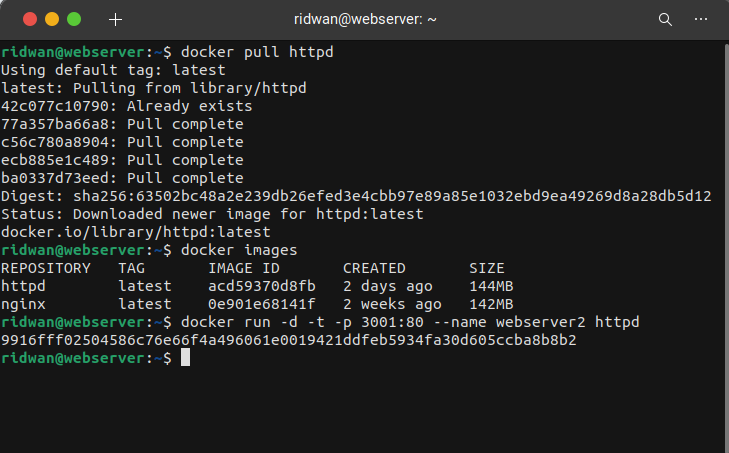 ridwan@webserver: ~
ridwan@webserver:~$ docker pull httpd
Using default tag: latest
latest: Pulling from library/httpd
42c077c10790: Already exists
77a357ba66a8: Pull complete
c56c780a8904: Pull complete
ecb885e1c489: Pull complete
ba0337d73eed: Pull complete
Digest: sha256:63502bc48a2e239db26efed3e4cbb97e89a85e1032ebd9ea49269d8a28db5d12
Status: Downloaded newer image for httpd:latest
docker.io/library/httpd:latest
ridwan@webserver:~$ docker images
REPOSITORY   TAG       IMAGE ID       CREATED       SIZE
httpd        latest    acd59370d8fb   2 days ago    144MB
nginx        latest    0e901e68141f   2 weeks ago   142MB
ridwan@webserver:~$ docker run -d -t -p 3001:80 --name webserver2 httpd
9916fff02504586c76e66f4a496061e0019421ddfeb5934fa30d605ccba8b8b2
ridwan@webserver:~$